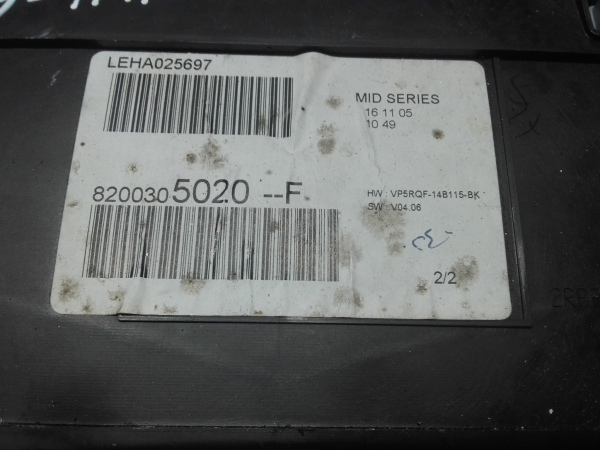 LEHA025697
MID SERIES
16 11 05
10 49
8200305020 --F
HW : VP5RQF-14B115-BK
SW : V04.06
2/2